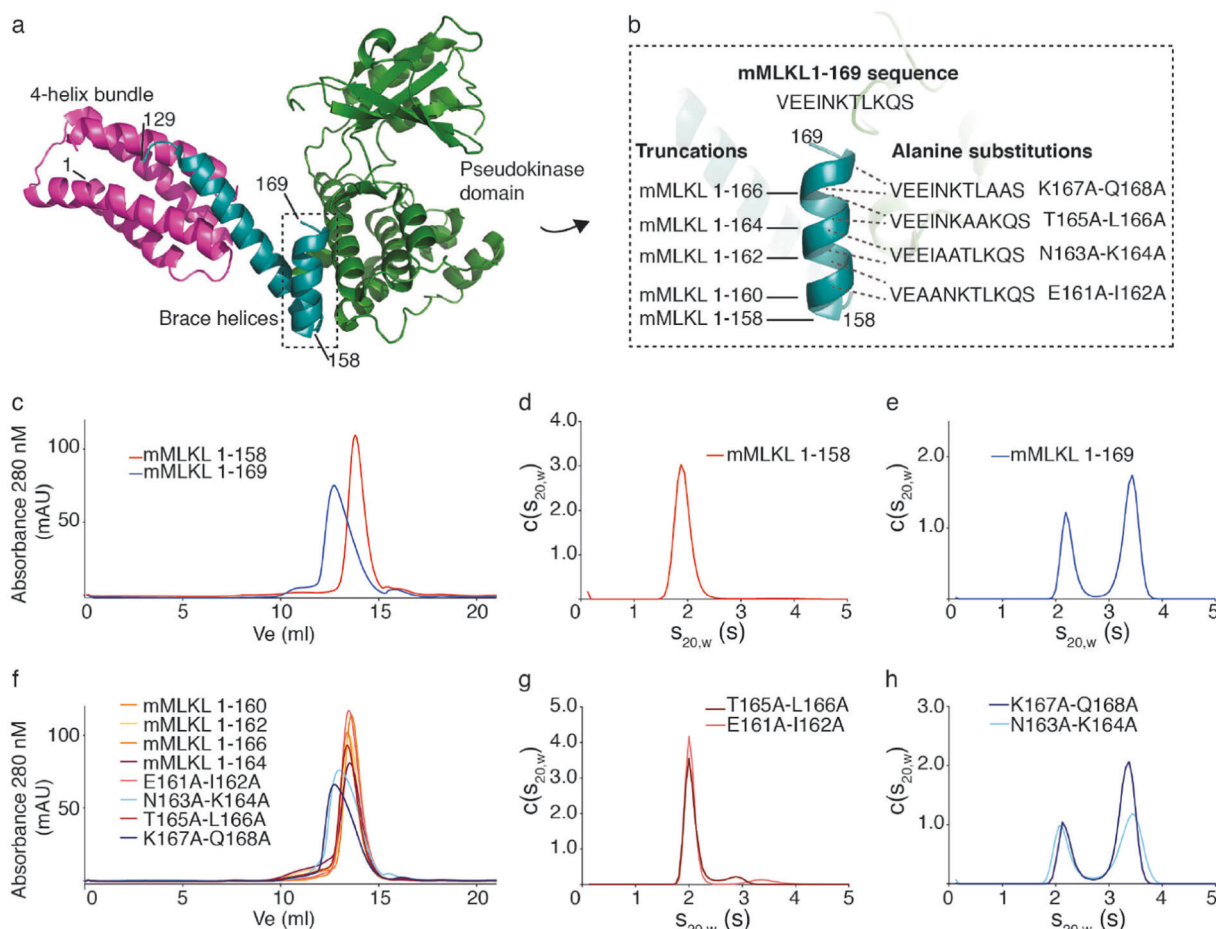 a
4-helix bundle
129
1
169
Pseudokinase
domain
Brace helices
158
b
mMLKL1-169 sequence
VEEINKTLKQS
169
Truncations
Alanine substitutions
mMLKL 1-166
VEEINKTLAAS K167A-Q168A
mMLKL 1-164
VEEINKAAKQS T165A-L166A
mMLKL 1-162
VEEIAATLKQS N163A-K164A
mMLKL 1-160
VEAANKTLKQS E161A-I162A
mMLKL 1-158
158
c
Absorbance 280 nM
(mAU)
100
50
mMLKL 1-158
mMLKL 1-169
0 5 10 15 20
Ve (ml)
d
c(s20,w)
4.0
3.0
2.0
1.0
mMLKL 1-158
0 1 2 3 4 5
s20,w (s)
e
c(s20,w)
2.0
1.0
mMLKL 1-169
0 1 2 3 4 5
s20,w (s)
f
Absorbance 280 nM
(mAU)
100
50
mMLKL 1-160
mMLKL 1-162
mMLKL 1-166
mMLKL 1-164
E161A-I162A
N163A-K164A
T165A-L166A
K167A-Q168A
0 5 10 15 20
Ve (ml)
g
c(s20,w)
5.0
4.0
3.0
2.0
1.0
T165A-L166A
E161A-I162A
0 1 2 3 4 5
s20,w (s)
h
c(s20,w)
3.0
2.0
1.0
K167A-Q168A
N163A-K164A
0 1 2 3 4 5
s20,w (s)